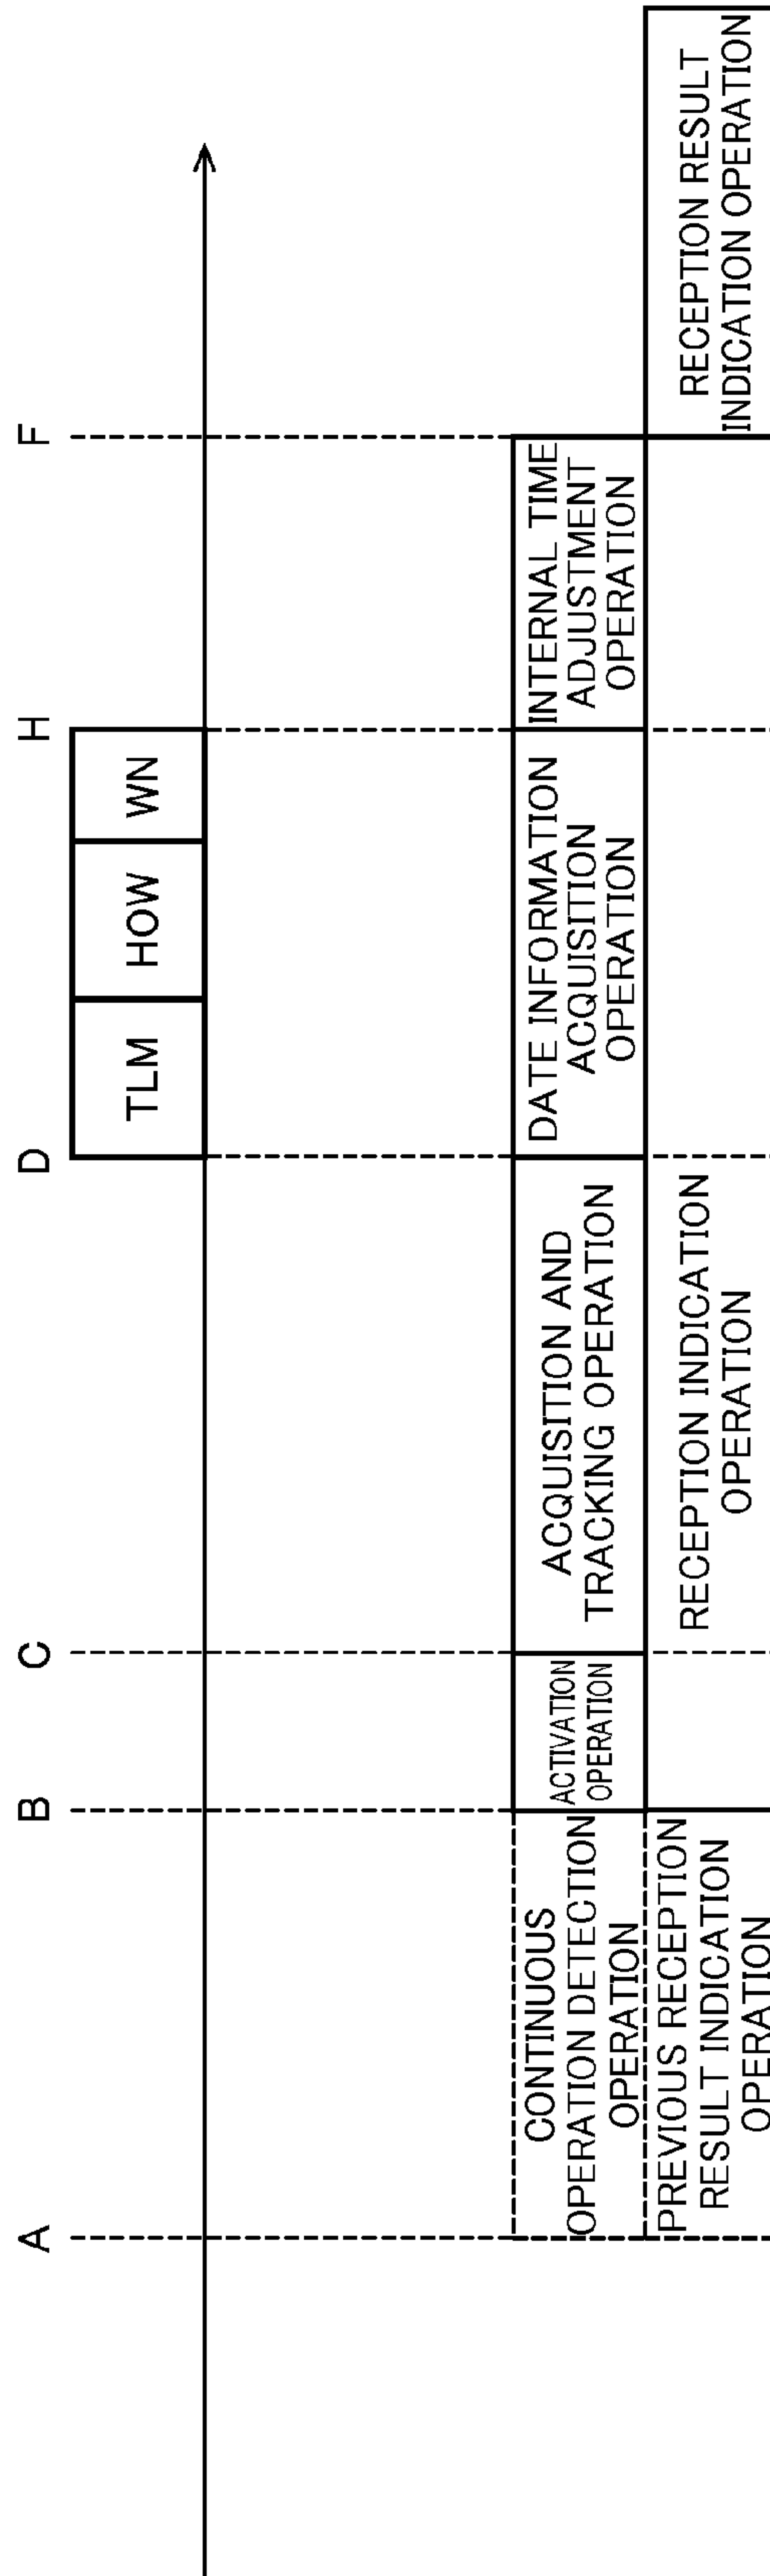 A
B
C
D
H
F
TLM
HOW
WN
CONTINUOUS
OPERATION DETECTION
OPERATION
ACTIVATION
OPERATION
ACQUISITION AND
TRACKING OPERATION
DATE INFORMATION
ACQUISITION
OPERATION
INTERNAL TIME
ADJUSTMENT
OPERATION
PREVIOUS RECEPTION
RESULT INDICATION
OPERATION
RECEPTION INDICATION
OPERATION
RECEPTION RESULT
INDICATION OPERATION